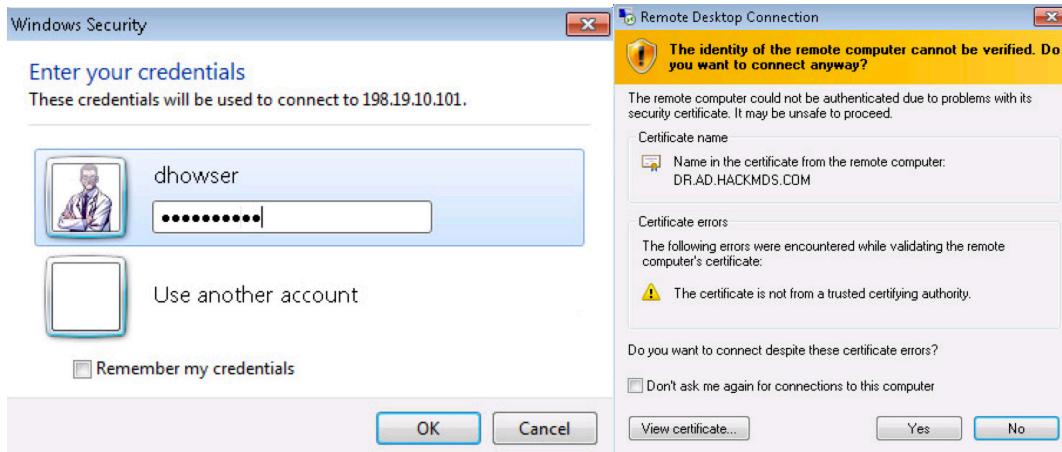 Windows Security
Enter your credentials
These credentials will be used to connect to 198.19.10.101.
dhowser
●●●●●●●●●●
Use another account
Remember my credentials
OK
Cancel
Remote Desktop Connection
The identity of the remote computer cannot be verified. Do
you want to connect anyway?
The remote computer could not be authenticated due to problems with its
security certificate. It may be unsafe to proceed.
Certificate name
Name in the certificate from the remote computer:
DR.AD.HACKMDS.COM
Certificate errors
The following errors were encountered while validating the remote
computer's certificate:
The certificate is not from a trusted certifying authority.
Do you want to connect despite these certificate errors?
Don't ask me again for connections to this computer
View certificate...
Yes
No